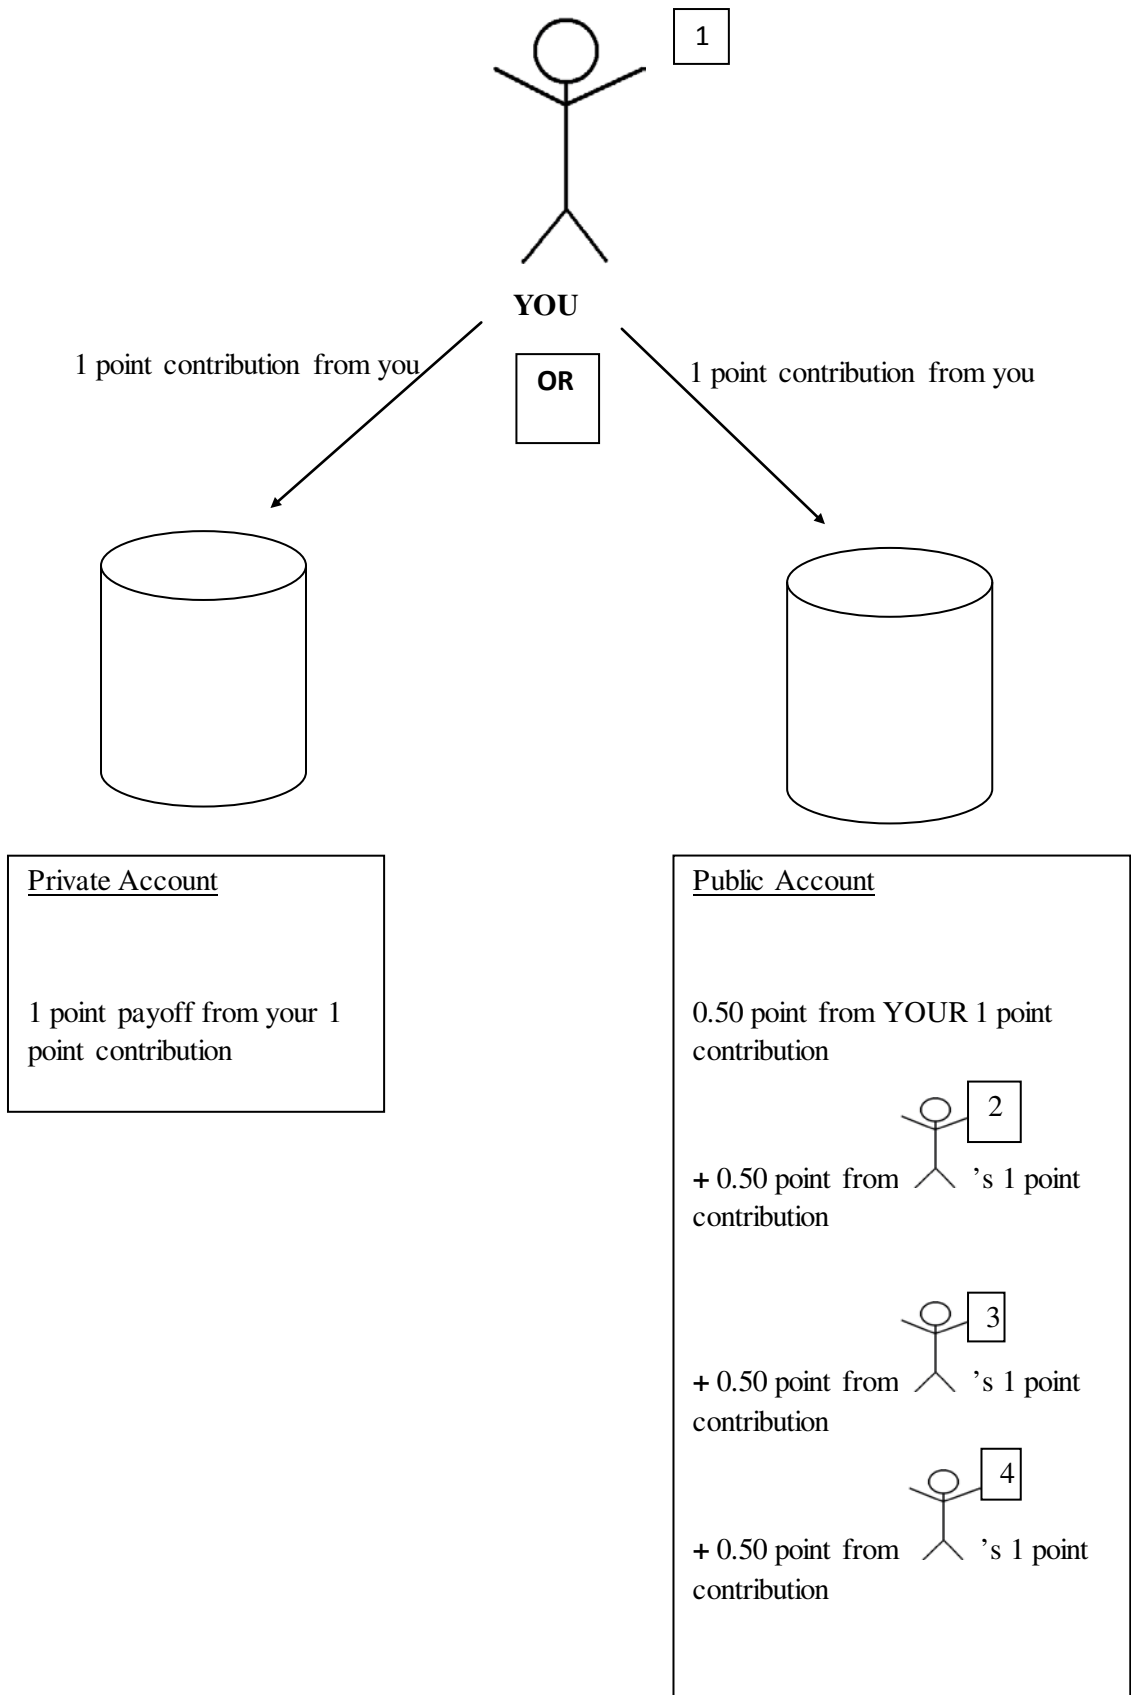 1
YOU
1 point contribution from you
OR
1 point contribution from you
Private Account
1 point payoff from your 1
point contribution
Public Account
0.50 point from YOUR 1 point
contribution
2
+ 0.50 point from ’s 1 point
contribution
3
+ 0.50 point from ’s 1 point
contribution
4
+ 0.50 point from ’s 1 point
contribution